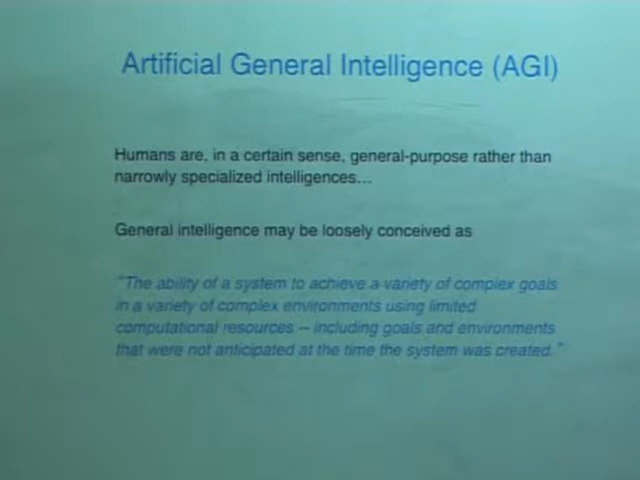 Artificial General Intelligence (AGI)
Humans are, in a certain sense, general-purpose rather than
narrowly specialized intelligences...
General intelligence may be loosely conceived as
"The ability of a system to achieve a variety of complex goals
in a variety of complex environments using limited
computational resources – including goals and environments
that were not anticipated at the time the system was created."